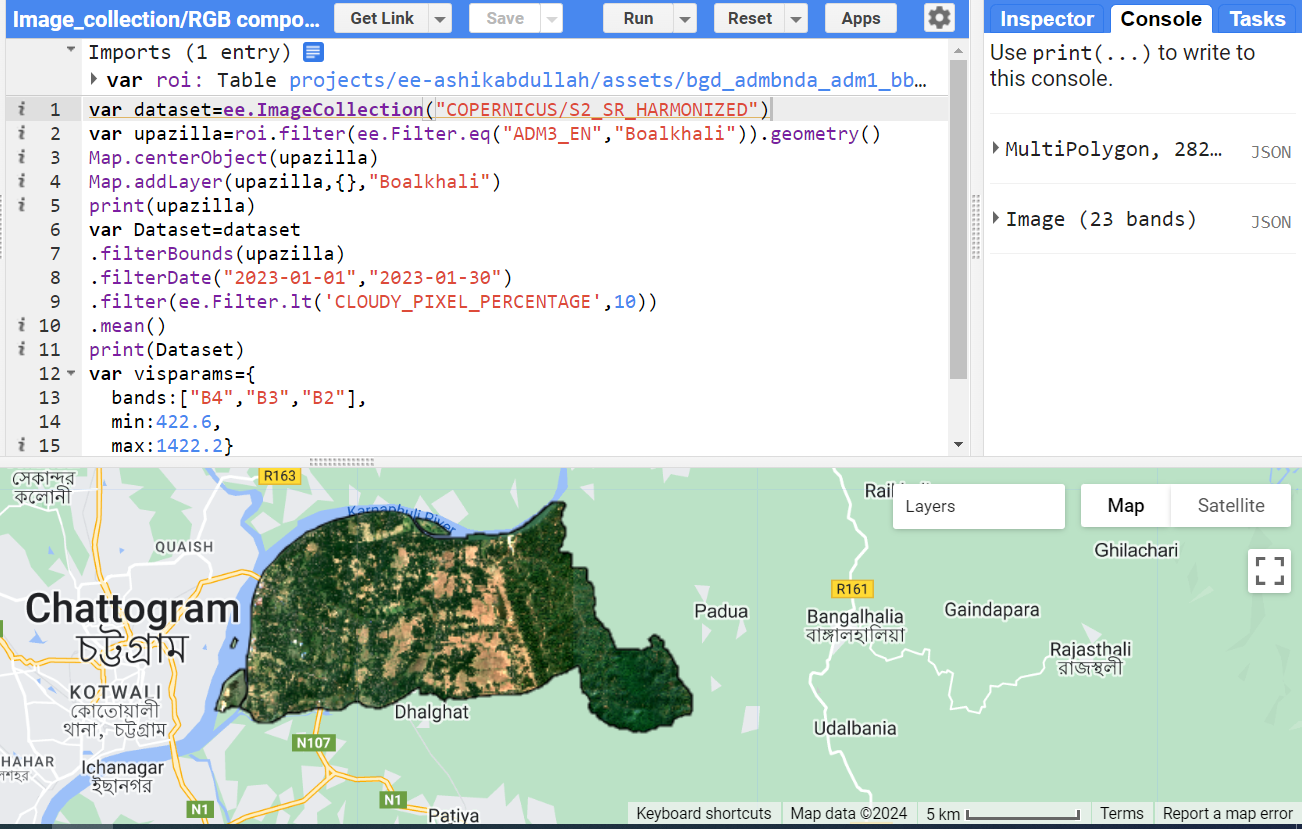 Image_collection/RGB compo...
Get Link
Save
Run
Reset
Apps
Inspector
Console
Tasks
Imports (1 entry)
var roi: Table projects/ee-ashikabdullah/assets/bgd_admbnda_adm1_bb…
1 var dataset=ee.ImageCollection("COPERNICUS/S2_SR_HARMONIZED")
2 var upazilla=roi.filter(ee.Filter.eq("ADM3_EN","Boalkhali")).geometry()
3 Map.centerObject(upazilla)
4 Map.addLayer(upazilla,{},"Boalkhali")
5 print(upazilla)
6 var Dataset=dataset
7 .filterBounds(upazilla)
8 .filterDate("2023-01-01","2023-01-30")
9 .filter(ee.Filter.lt('CLOUDY_PIXEL_PERCENTAGE',10))
10 .mean()
11 print(Dataset)
12 var visparams={
13 bands:["B4","B3","B2"],
14 min:422.6,
15 max:1422.2}
Use print(...) to write to
this console.
MultiPolygon, 282…
JSON
Image (23 bands)
JSON
সেকান্দর
কলোনী
R163
Karnaphuli River
QUAISH
Chattogram
চট্টগ্রাম
KOTWALI
কোতোয়ালী
থানা, চট্টগ্রাম
HAHAR
Ichanagar
ইছানগর
N1
N107
N1
Dhalghat
Patiya
Padua
R161
Bangalhalia
বাঙ্গালহালিয়া
Gaindapara
Rajasthali
রাজস্থলী
Udalbania
Ghilachari
Layers
Map
Satellite
Keyboard shortcuts
Map data ©2024
5 km
Terms
Report a map error